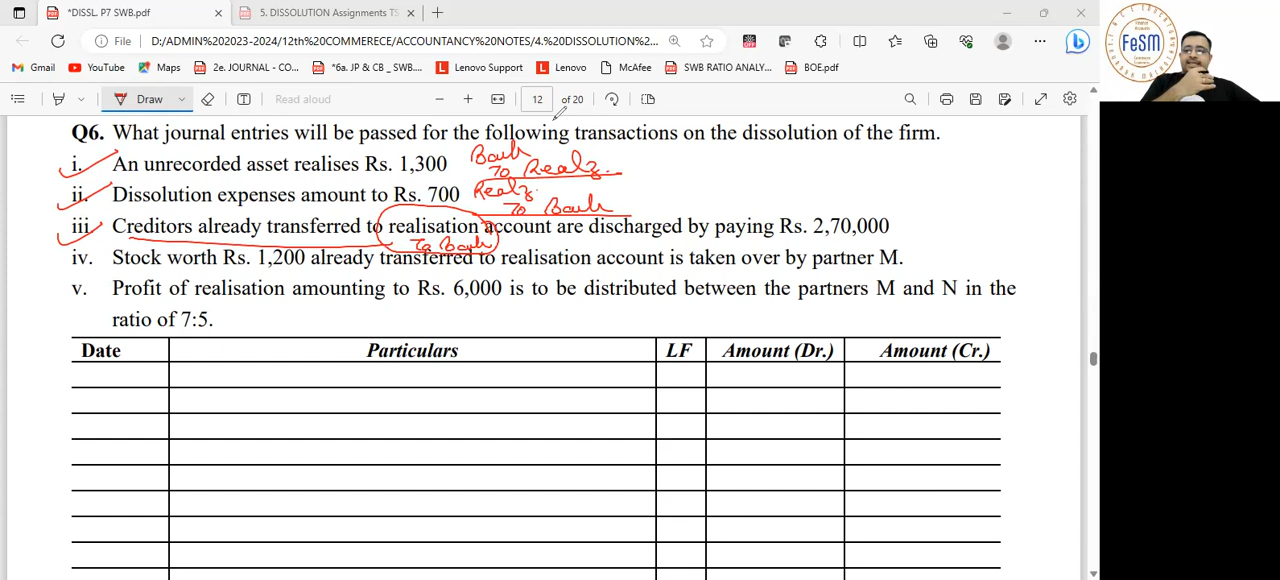 *DISSL. P7 SWB.pdf
5. DISSOLUTION Assignments TS
File
D:/ADMIN%202023-2024/12th%20COMMERECE/ACCOUNTANCE%20NOTES/4.%20DISSOLUTION%2...
OFF
Gmail
YouTube
Maps
2e. JOURNAL - CO...
*6a. JP & SCB _ SWB....
Lenovo Support
Lenovo
McAfee
SWB RATIO ANALY...
BOE.pdf
Draw
Read aloud
12
of 20
FeSM
Q6. What journal entries will be passed for the following transactions on the dissolution of the firm.
i. An unrecorded asset realises Rs. 1,300
Bank
To Realz.
ii. Dissolution expenses amount to Rs. 700
Realz.
To Bank
iii. Creditors already transferred to realisation account are discharged by paying Rs. 2,70,000
To Bank
iv. Stock worth Rs. 1,200 already transferred to realisation account is taken over by partner M.
v. Profit of realisation amounting to Rs. 6,000 is to be distributed between the partners M and N in the
ratio of 7:5.
Date Particulars LF Amount (Dr.) Amount (Cr.)